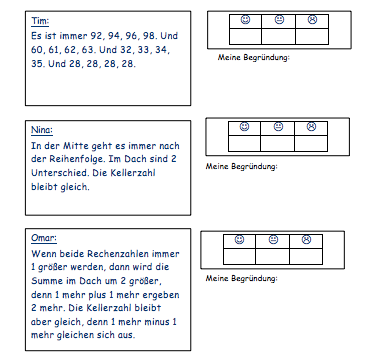 Tim:
Es ist immer 92, 94, 96, 98. Und
60, 61, 62, 63. Und 32, 33, 34,
35. Und 28, 28, 28, 28.
☺ 😐 ☹
Meine Begründung:
Nina:
In der Mitte geht es immer nach
der Reihenfolge. Im Dach sind 2
Unterschied. Die Kellerzahl
bleibt gleich.
☺ 😐 ☹
Meine Begründung:
Omar:
Wenn beide Rechenzahlen immer
1 größer werden, dann wird die
Summe im Dach um 2 größer,
denn 1 mehr plus 1 mehr ergeben
2 mehr. Die Kellerzahl bleibt
aber gleich, denn 1 mehr minus 1
mehr gleichen sich aus.
☺ 😐 ☹
Meine Begründung: